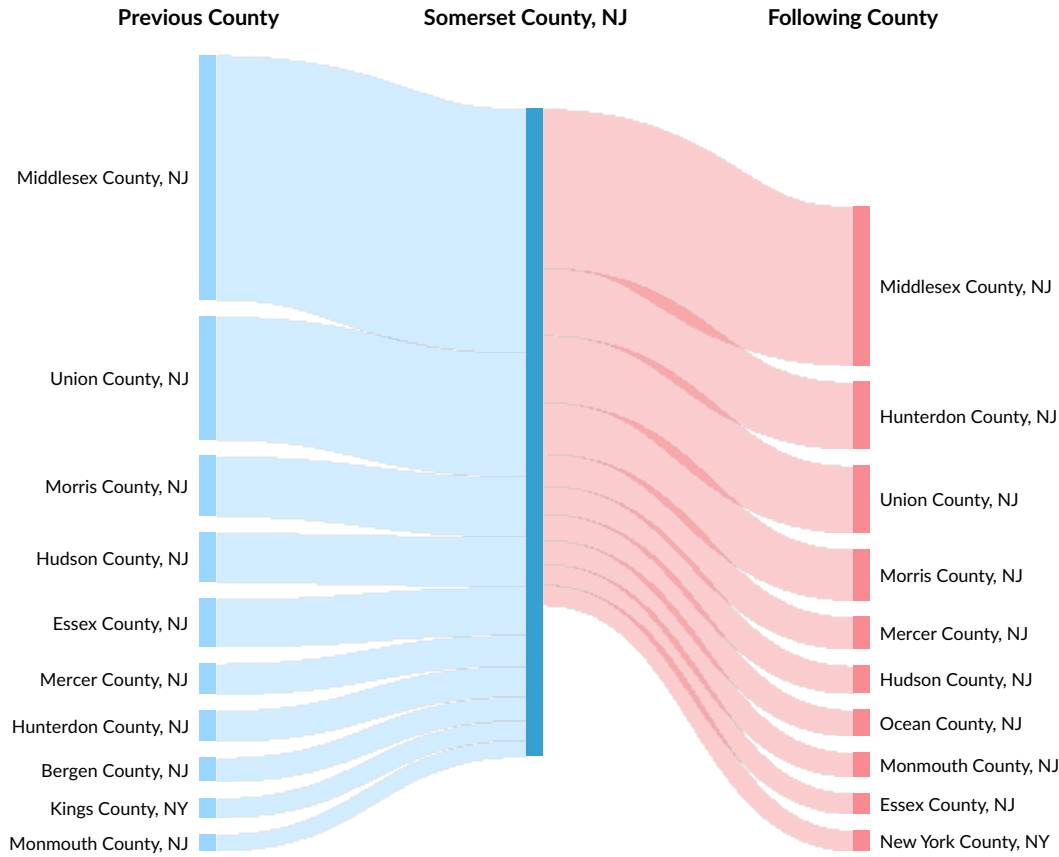 Previous County
Somerset County, NJ
Following County
Middlesex County, NJ
Union County, NJ
Morris County, NJ
Hudson County, NJ
Essex County, NJ
Mercer County, NJ
Hunterdon County, NJ
Bergen County, NJ
Kings County, NY
Monmouth County, NJ
Middlesex County, NJ
Hunterdon County, NJ
Union County, NJ
Morris County, NJ
Mercer County, NJ
Hudson County, NJ
Ocean County, NJ
Monmouth County, NJ
Essex County, NJ
New York County, NY